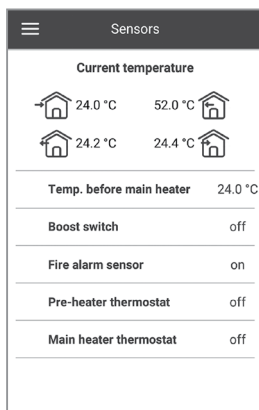 Sensors
Current temperature
24.0 °C 52.0 °C
24.2 °C 24.4 °C
Temp. before main heater 24.0 °C
Boost switch off
Fire alarm sensor on
Pre-heater thermostat off
Main heater thermostat off